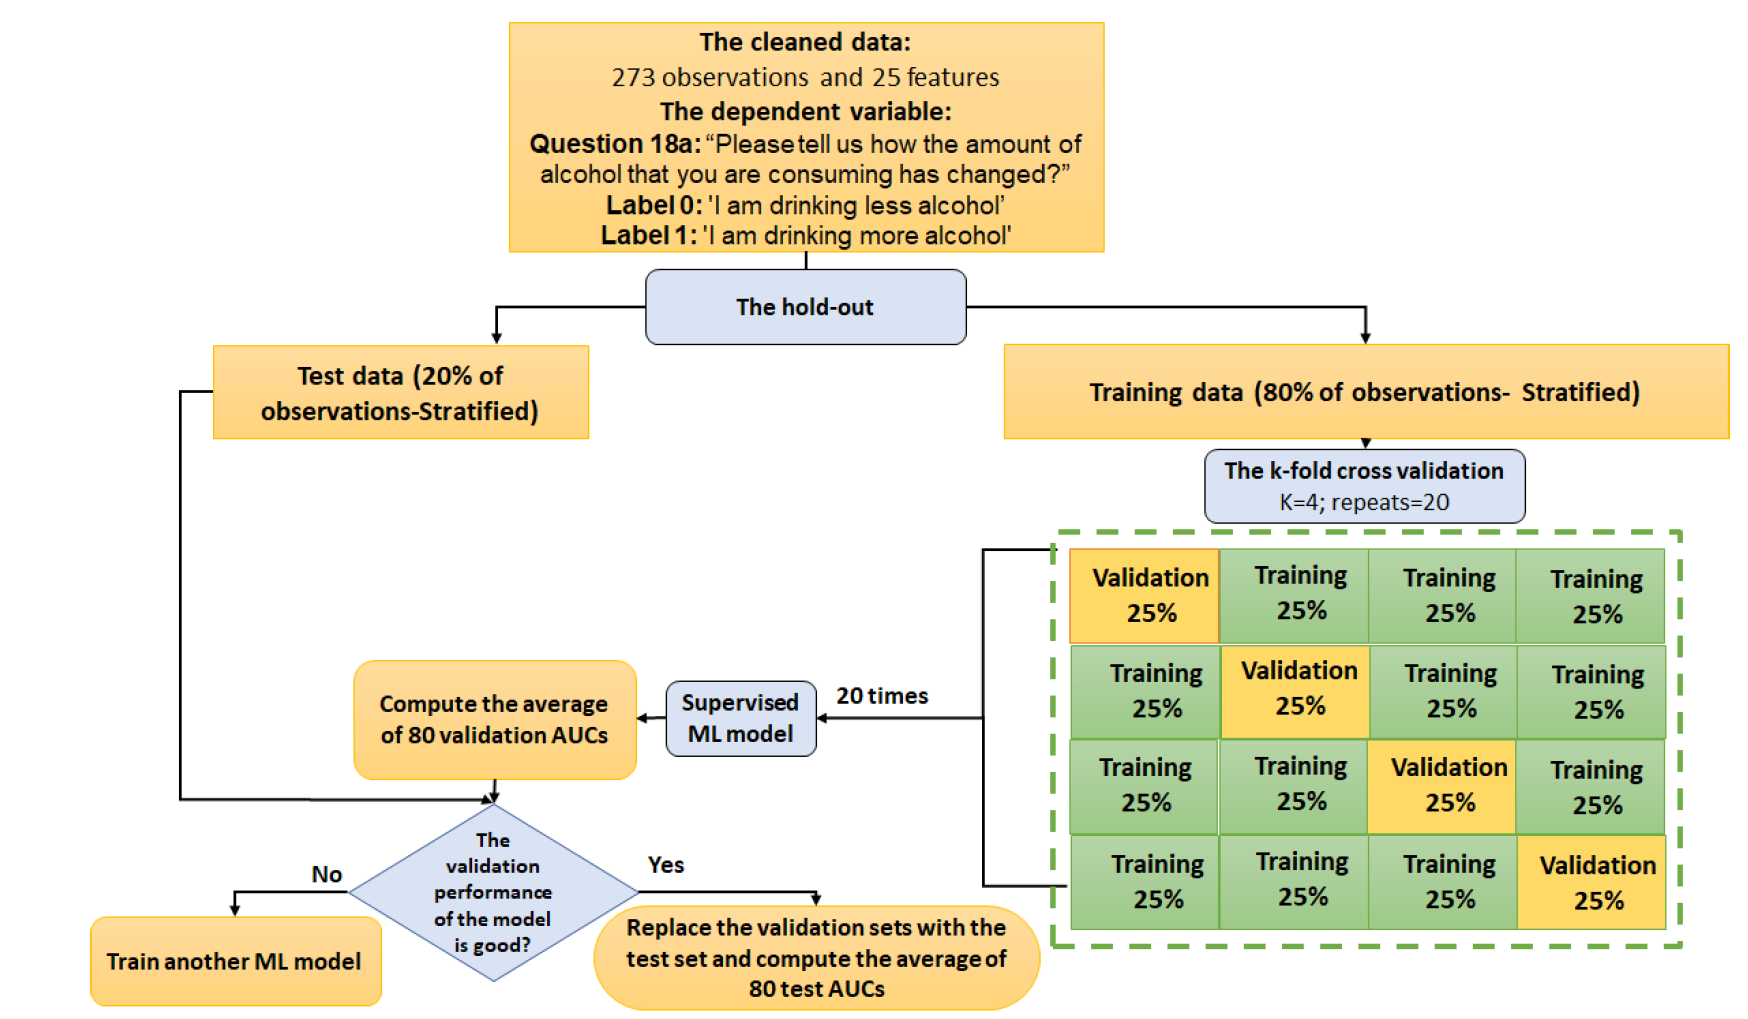 The cleaned data:
273 observations and 25 features
The dependent variable:
Question 18a: “Please tell us how the amount of
alcohol that you are consuming has changed?”
Label 0: 'I am drinking less alcohol’
Label 1: 'I am drinking more alcohol'
The hold-out
Test data (20% of
observations-Stratified)
Training data (80% of observations- Stratified)
The k-fold cross validation
K=4; repeats=20
Validation
25%
Training
25%
Training
25%
Training
25%
Training
25%
Validation
25%
Training
25%
Training
25%
Training
25%
Training
25%
Validation
25%
Training
25%
Training
25%
Training
25%
Training
25%
Validation
25%
20 times
Supervised
ML model
Compute the average
of 80 validation AUCs
The
validation
performance
of the model
is good?
No
Yes
Train another ML model
Replace the validation sets with the
test set and compute the average of
80 test AUCs